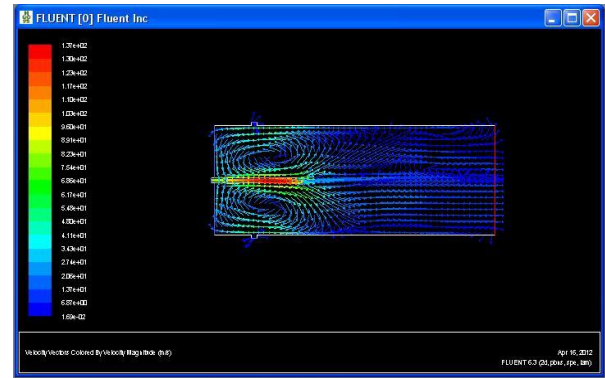 FLUENT [0] Fluent Inc
1.37e+02
1.30e+02
1.23e+02
1.17e+02
1.10e+02
1.03e+02
9.60e+01
8.91e+01
8.23e+01
7.54e+01
6.86e+01
6.17e+01
5.49e+01
4.80e+01
4.11e+01
3.43e+01
2.74e+01
2.06e+01
1.37e+01
6.87e+00
1.69e-02
Velocity Vectors Colored By Velocity Magnitude (m/s)
Apr 16, 2012
FLUENT 6.3 (2d, pbns, spe, lam)